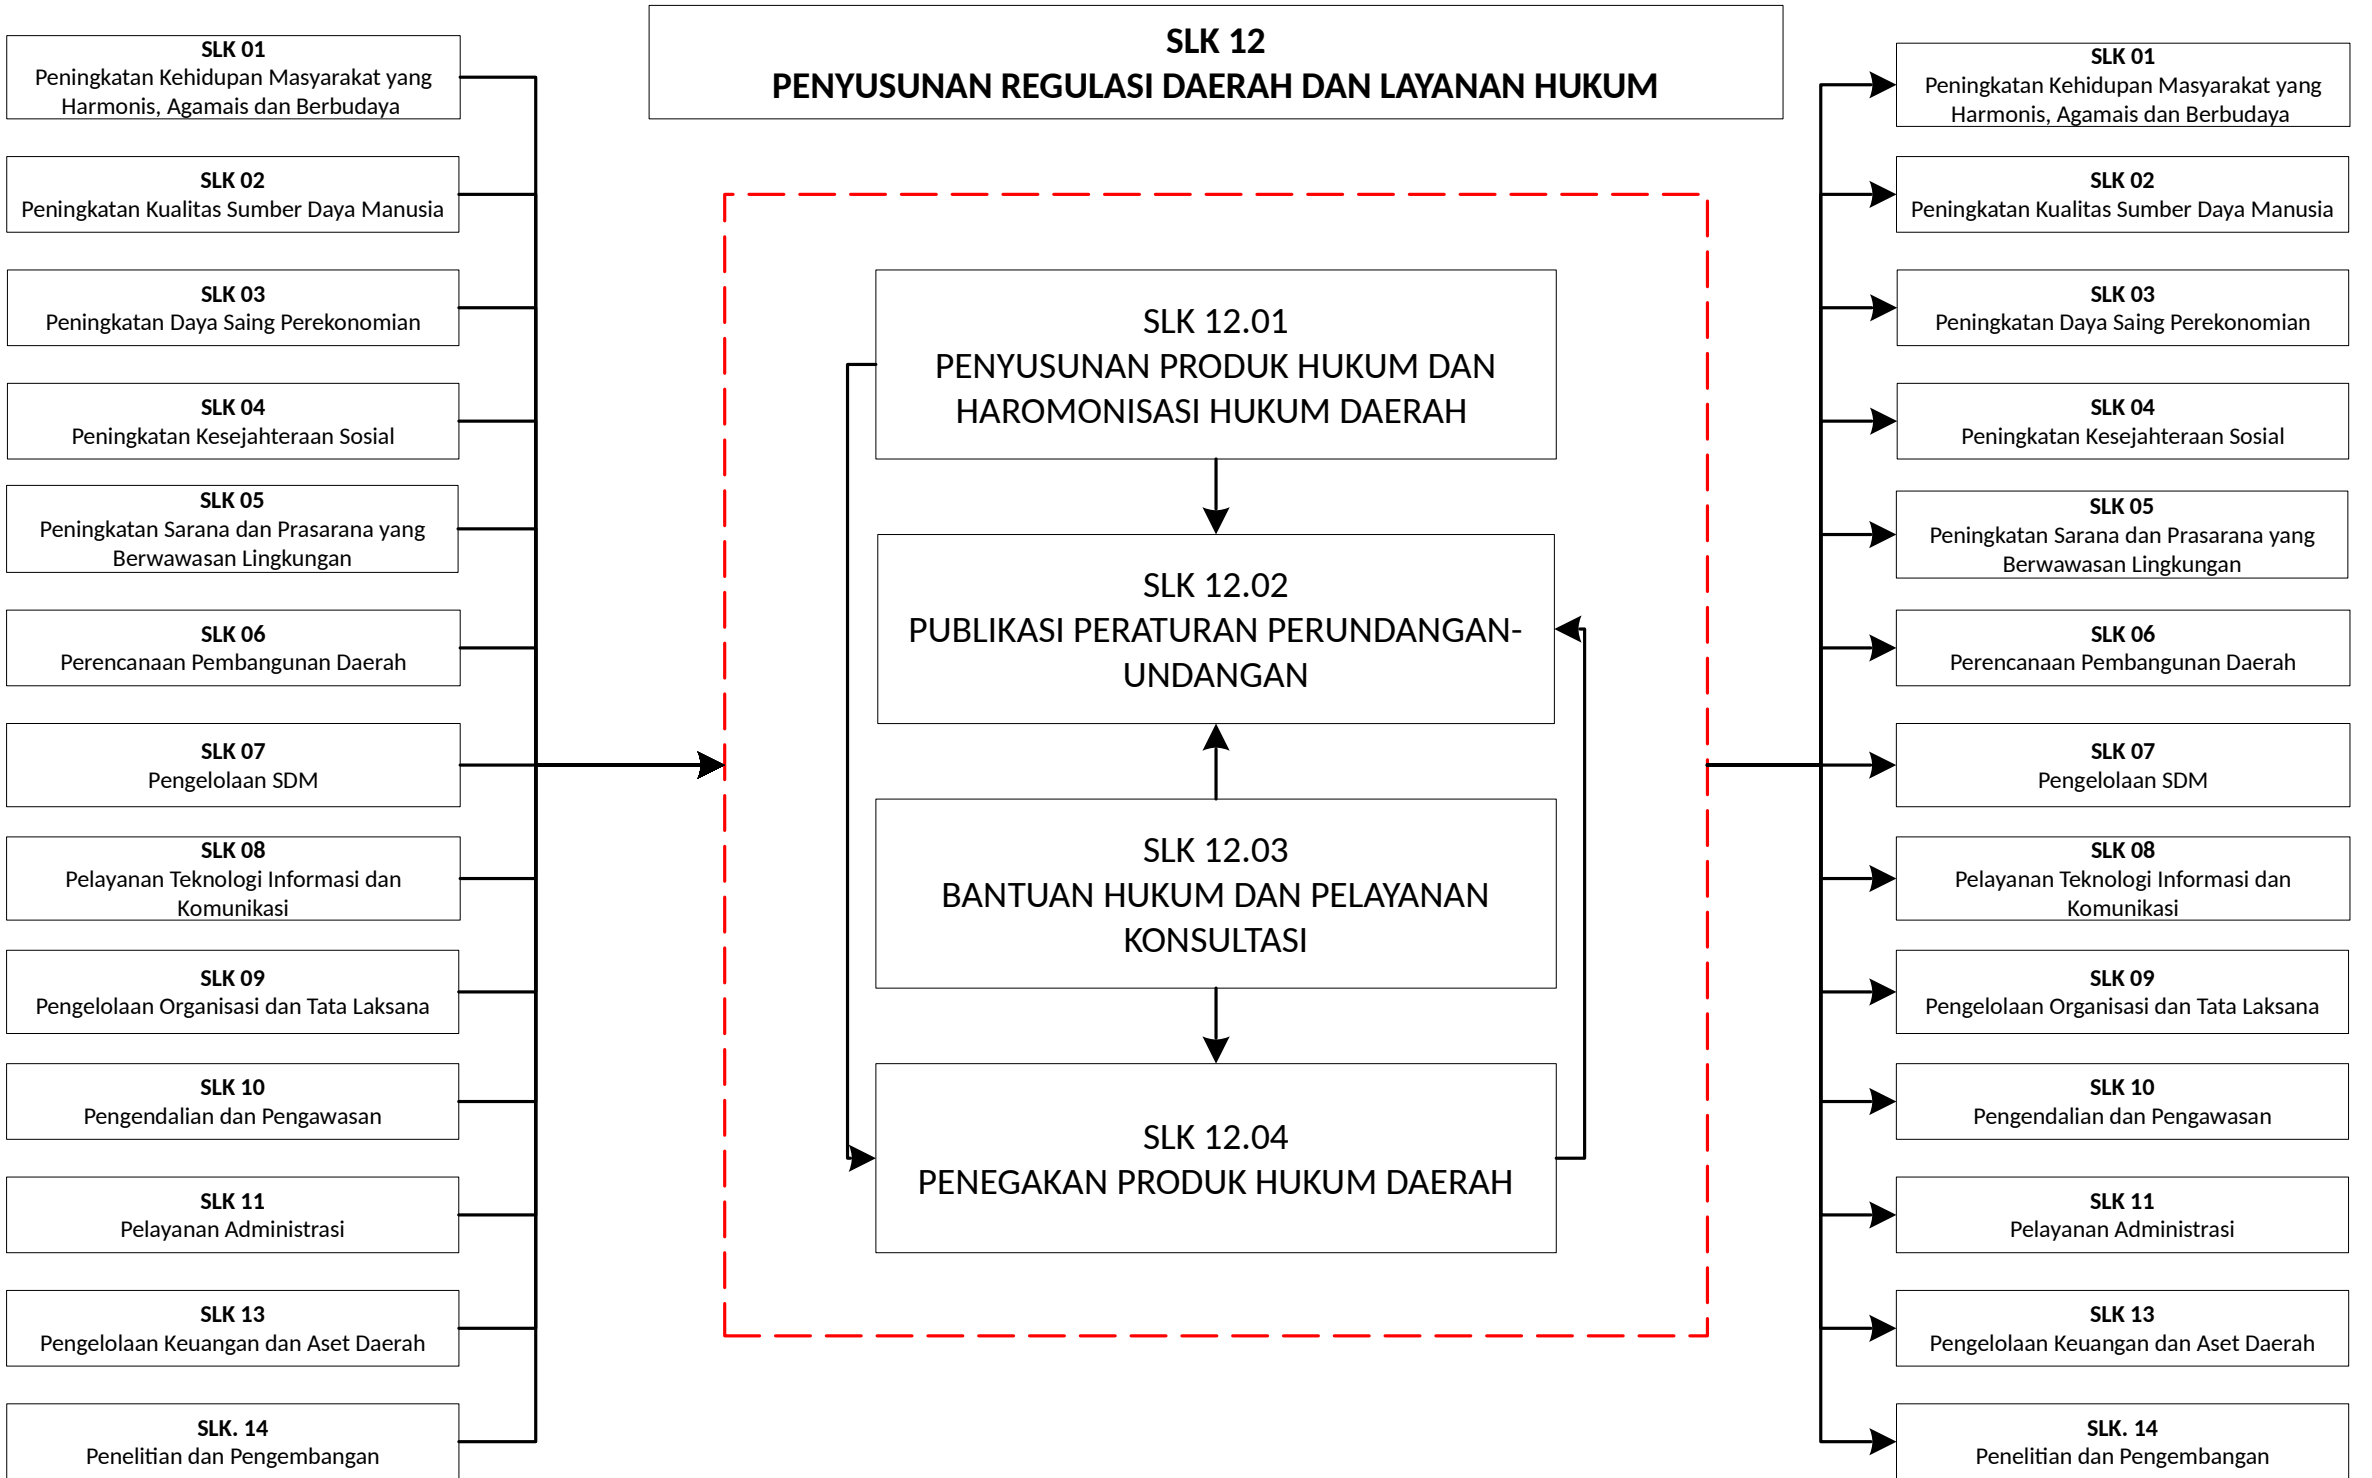 SLK 12
PENYUSUNAN REGULASI DAERAH DAN LAYANAN HUKUM
SLK 01
Peningkatan Kehidupan Masyarakat yang
Harmonis, Agamais dan Berbudaya
SLK 02
Peningkatan Kualitas Sumber Daya Manusia
SLK 03
Peningkatan Daya Saing Perekonomian
SLK 04
Peningkatan Kesejahteraan Sosial
SLK 05
Peningkatan Sarana dan Prasarana yang
Berwawasan Lingkungan
SLK 06
Perencanaan Pembangunan Daerah
SLK 07
Pengelolaan SDM
SLK 08
Pelayanan Teknologi Informasi dan
Komunikasi
SLK 09
Pengelolaan Organisasi dan Tata Laksana
SLK 10
Pengendalian dan Pengawasan
SLK 11
Pelayanan Administrasi
SLK 13
Pengelolaan Keuangan dan Aset Daerah
SLK. 14
Penelitian dan Pengembangan
SLK 12.01
PENYUSUNAN PRODUK HUKUM DAN
HAROMONISASI HUKUM DAERAH
SLK 12.02
PUBLIKASI PERATURAN PERUNDANGAN-
UNDANGAN
SLK 12.03
BANTUAN HUKUM DAN PELAYANAN
KONSULTASI
SLK 12.04
PENEGAKAN PRODUK HUKUM DAERAH
SLK 01
Peningkatan Kehidupan Masyarakat yang
Harmonis, Agamais dan Berbudaya
SLK 02
Peningkatan Kualitas Sumber Daya Manusia
SLK 03
Peningkatan Daya Saing Perekonomian
SLK 04
Peningkatan Kesejahteraan Sosial
SLK 05
Peningkatan Sarana dan Prasarana yang
Berwawasan Lingkungan
SLK 06
Perencanaan Pembangunan Daerah
SLK 07
Pengelolaan SDM
SLK 08
Pelayanan Teknologi Informasi dan
Komunikasi
SLK 09
Pengelolaan Organisasi dan Tata Laksana
SLK 10
Pengendalian dan Pengawasan
SLK 11
Pelayanan Administrasi
SLK 13
Pengelolaan Keuangan dan Aset Daerah
SLK. 14
Penelitian dan Pengembangan